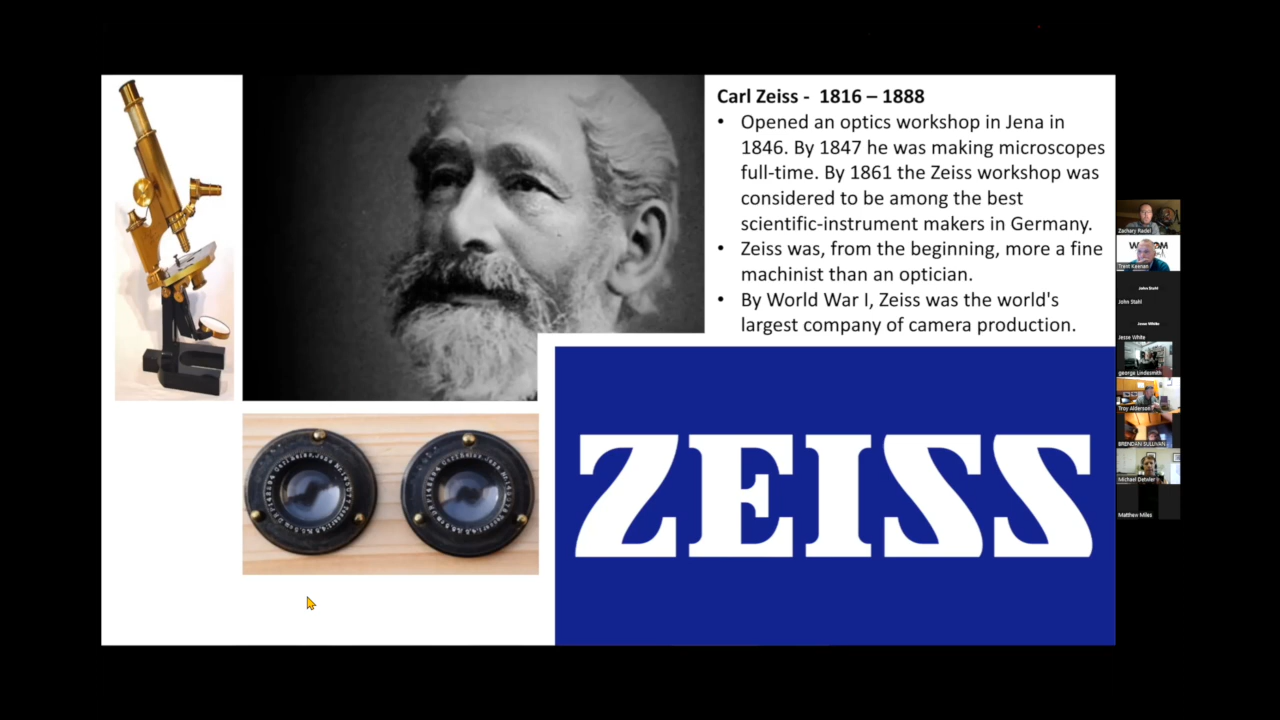 Carl Zeiss - 1816 – 1888
• Opened an optics workshop in Jena in
1846. By 1847 he was making microscopes
full-time. By 1861 the Zeiss workshop was
considered to be among the best
scientific-instrument makers in Germany.
• Zeiss was, from the beginning, more a fine
machinist than an optician.
• By World War I, Zeiss was the world's
largest company of camera production.
ZEISS
Zachary Radel
Trent Keenan
John Stahl
John Stahl
Jesse White
Jesse White
george Lindesmith
Troy Alderson
BRENDAN SULLIVAN
Michael Detwiler
Matthew Miles